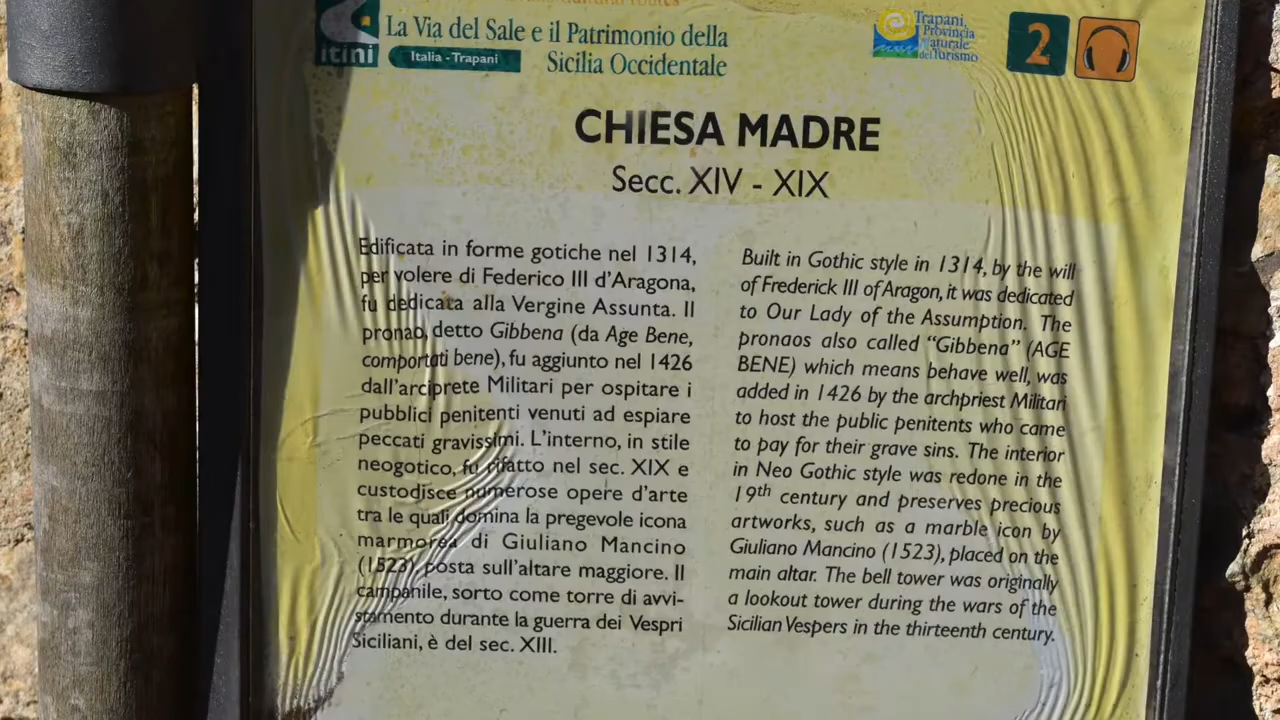 itini
La Via del Sale e il Patrimonio della
Italia - Trapani
Sicilia Occidentale
Trapani,
Provincia
Naturale
del Turismo
2
CHIESA MADRE
Secc. XIV - XIX
Edificata in forme gotiche nel 1314,
per volere di Federico III d'Aragona,
fu dedicata alla Vergine Assunta. Il
pronao, detto Gibbena (da Age Bene,
comportati bene), fu aggiunto nel 1426
dall'arciprete Militari per ospitare i
pubblici penitenti venuti ad espiare
peccati gravissimi. L'interno, in stile
neogotico, fu rifatto nel sec. XIX e
custodisce numerose opere d'arte
tra le quali domina la pregevole icona
marmorea di Giuliano Mancino
(1523), posta sull'altare maggiore. Il
campanile, sorto come torre di avvi-
stamento durante la guerra dei Vespri
Siciliani, è del sec. XIII.
Built in Gothic style in 1314, by the will
of Frederick III of Aragon, it was dedicated
to Our Lady of the Assumption. The
pronaos also called "Gibbena" (AGE
BENE) which means behave well, was
added in 1426 by the archpriest Militari
to host the public penitents who came
to pay for their grave sins. The interior
in Neo Gothic style was redone in the
19th century and preserves precious
artworks, such as a marble icon by
Giuliano Mancino (1523), placed on the
main altar. The bell tower was originally
a lookout tower during the wars of the
Sicilian Vespers in the thirteenth century.